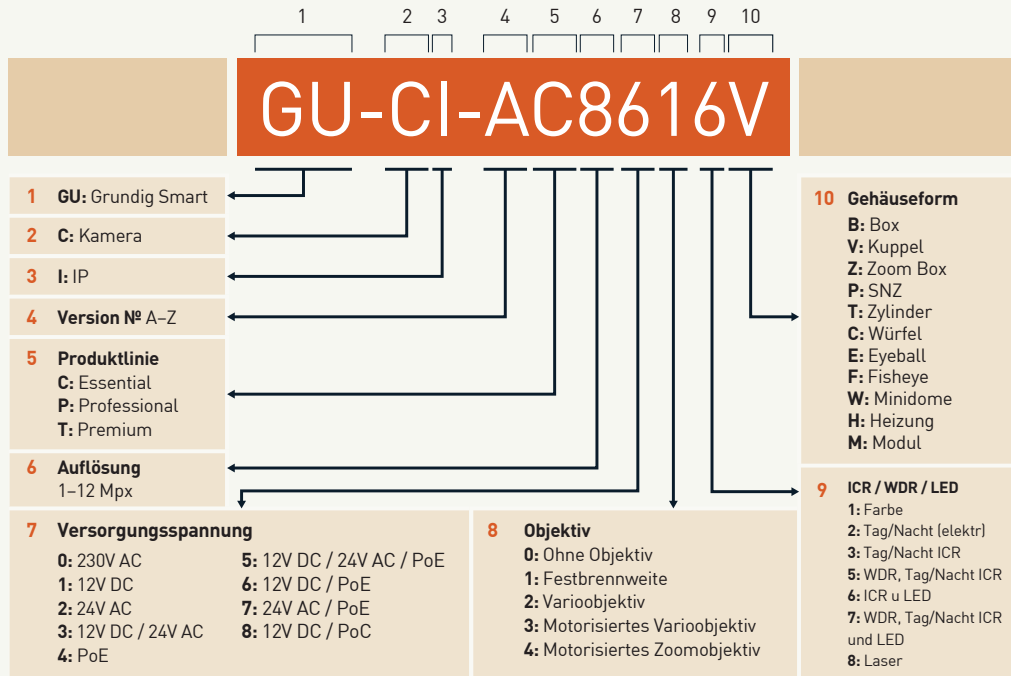 1 2 3 4 5 6 7 8 9 10
GU-CI-AC8616V
1 GU: Grundig Smart
2 C: Kamera
3 I: IP
4 Version Nº A–Z
5 Produktlinie
C: Essential
P: Professional
T: Premium
6 Auflösung
1–12 Mpx
7 Versorgungsspannung
0: 230V AC
1: 12V DC
2: 24V AC
3: 12V DC / 24V AC
4: PoE
5: 12V DC / 24V AC / PoE
6: 12V DC / PoE
7: 24V AC / PoE
8: 12V DC / PoC
8 Objektiv
0: Ohne Objektiv
1: Festbrennweite
2: Varioobjektiv
3: Motorisiertes Varioobjektiv
4: Motorisiertes Zoomobjektiv
10 Gehäuseform
B: Box
V: Kuppel
Z: Zoom Box
P: SNZ
T: Zylinder
C: Würfel
E: Eyeball
F: Fisheye
W: Minidome
H: Heizung
M: Modul
9 ICR / WDR / LED
1: Farbe
2: Tag/Nacht (elektr)
3: Tag/Nacht ICR
5: WDR, Tag/Nacht ICR
6: ICR u LED
7: WDR, Tag/Nacht ICR
und LED
8: Laser